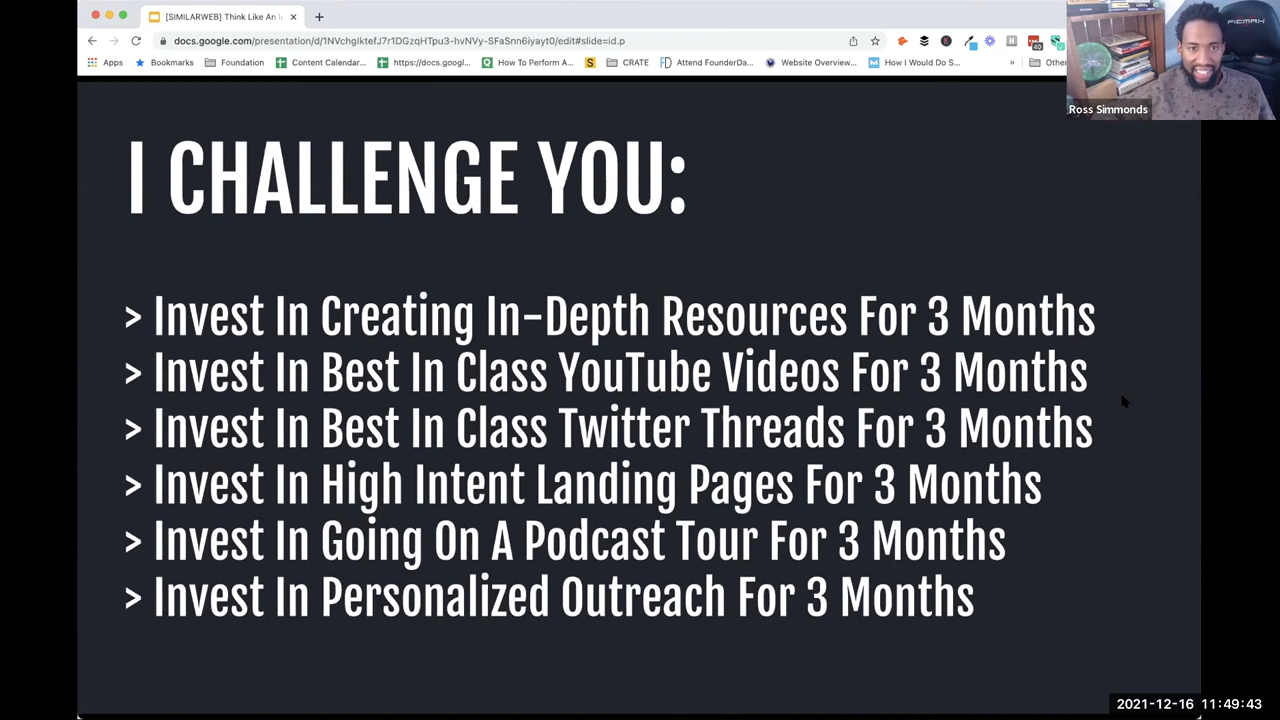 [SIMILARWEB] Think Like An I
docs.google.com/presentation/d/1NVchgIktefJ7r1DGzqHTpu3-hvNVy-SFaSnn6iyayt0/edit#slide=id.p
Apps Bookmarks Foundation Content Calendar... https://docs.googl... How To Perform A... CRATE Attend FounderDa... Website Overview... How I Would Do S... » Other
FICMAX
Ross Simmonds
I CHALLENGE YOU:
> Invest In Creating In-Depth Resources For 3 Months
> Invest In Best In Class YouTube Videos For 3 Months
> Invest In Best In Class Twitter Threads For 3 Months
> Invest In High Intent Landing Pages For 3 Months
> Invest In Going On A Podcast Tour For 3 Months
> Invest In Personalized Outreach For 3 Months
2021-12-16 11:49:43